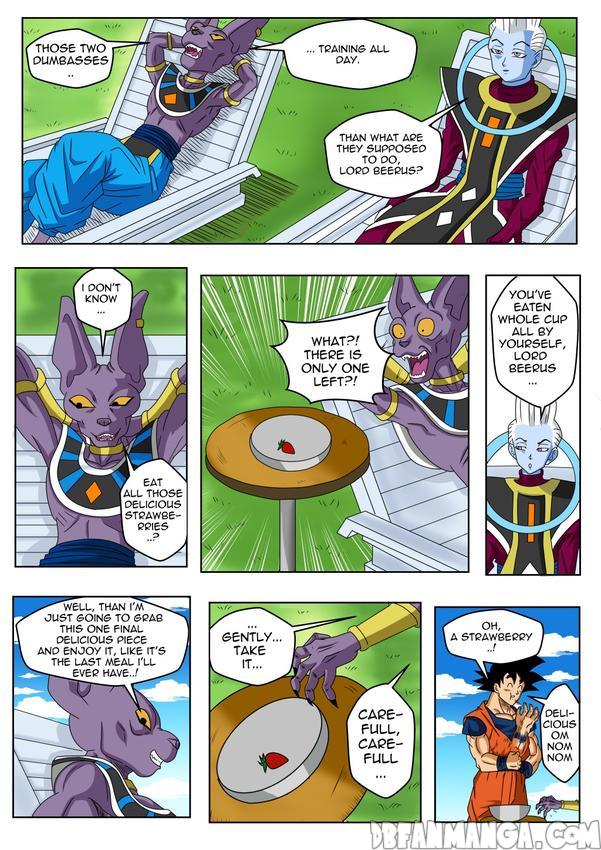 THOSE TWO
DUMBASSES
..
... TRAINING ALL
DAY.
THAN WHAT ARE
THEY SUPPOSED
TO DO,
LORD BEERUS?
I DON'T
KNOW
...
EAT
ALL THOSE
DELICIOUS
STRAWBE-
RRIES
..?
WHAT?!
THERE IS
ONLY ONE
LEFT?!
YOU'VE
EATEN
WHOLE CUP
ALL BY
YOURSELF,
LORD
BEERUS
...
WELL, THAN I'M
JUST GOING TO GRAB
THIS ONE FINAL
DELICIOUS PIECE
AND ENJOY IT, LIKE IT'S
THE LAST MEAL I'LL
EVER HAVE..!
...
GENTLY...
TAKE
IT...
CARE-
FULL,
CARE-
FULL
...
OH,
A STRAWBERRY
..!
DELI-
CIOUS
OM
NOM
NOM
DBFANMANGA.COM